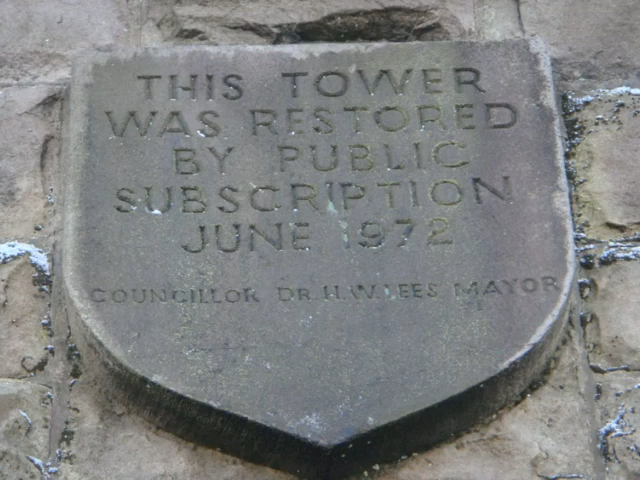 THIS TOWER
WAS RESTORED
BY PUBLIC
SUBSCRIPTION
JUNE 1972
COUNCILLOR DR. H.W. LEES MAYOR